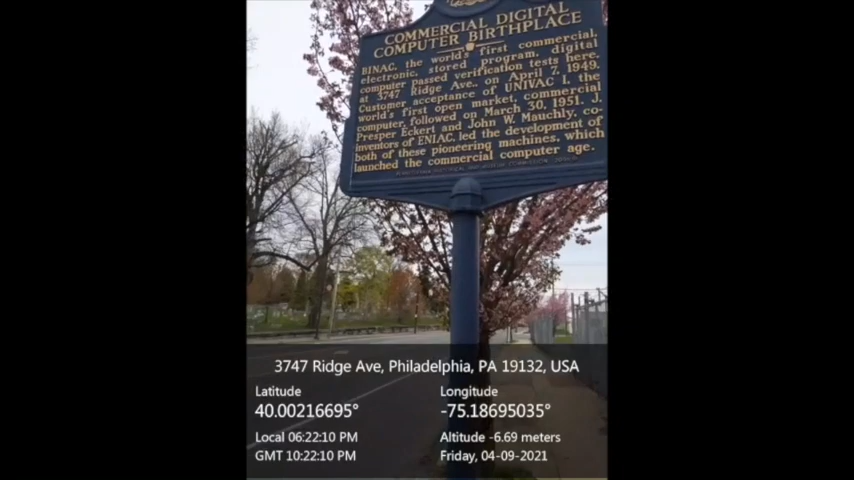 COMMERCIAL DIGITAL
COMPUTER BIRTHPLACE
BINAC, the world's first commercial,
electronic, stored program, digital
computer passed verification tests here,
at 3747 Ridge Ave., on April 7, 1949.
Customer acceptance of UNIVAC I, the
world's first open market, commercial
computer, followed on March 30, 1951. J.
Presper Eckert and John W. Mauchly, co-
inventors of ENIAC, led the development of
both of these pioneering machines, which
launched the commercial computer age.
3747 Ridge Ave, Philadelphia, PA 19132, USA
Latitude
40.00216695°
Longitude
-75.18695035°
Local 06:22:10 PM
GMT 10:22:10 PM
Altitude -6.69 meters
Friday, 04-09-2021